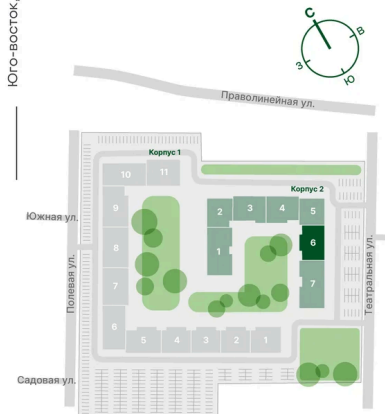 Юго-восток,
С
В
З
Ю
Праволинейная ул.
Корпус 1
10 11
Корпус 2
9
2 3 4 5
Южная ул.
8
1
6
7
7
Полевая ул.
Театральная ул.
6
5 4 3 2 1
Садовая ул.